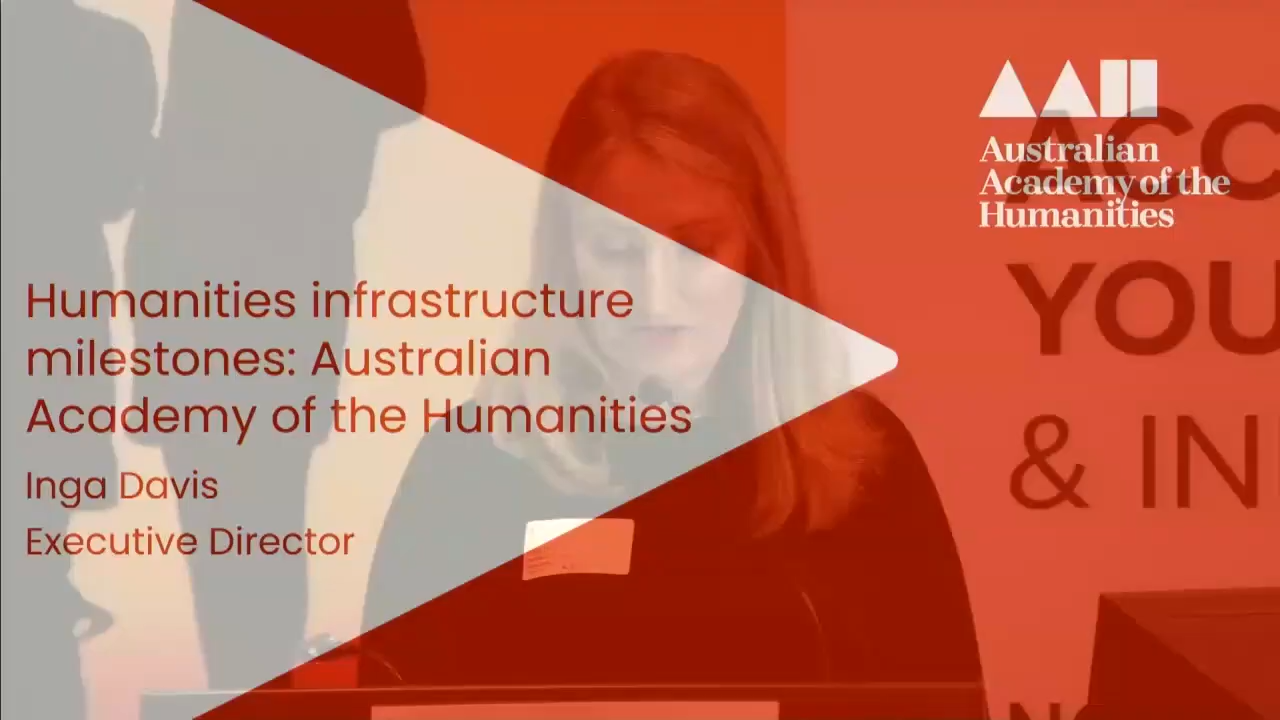 Australian
Academy of the
Humanities
ACC
YOU
& IN
Humanities infrastructure
milestones: Australian
Academy of the Humanities
Inga Davis
Executive Director